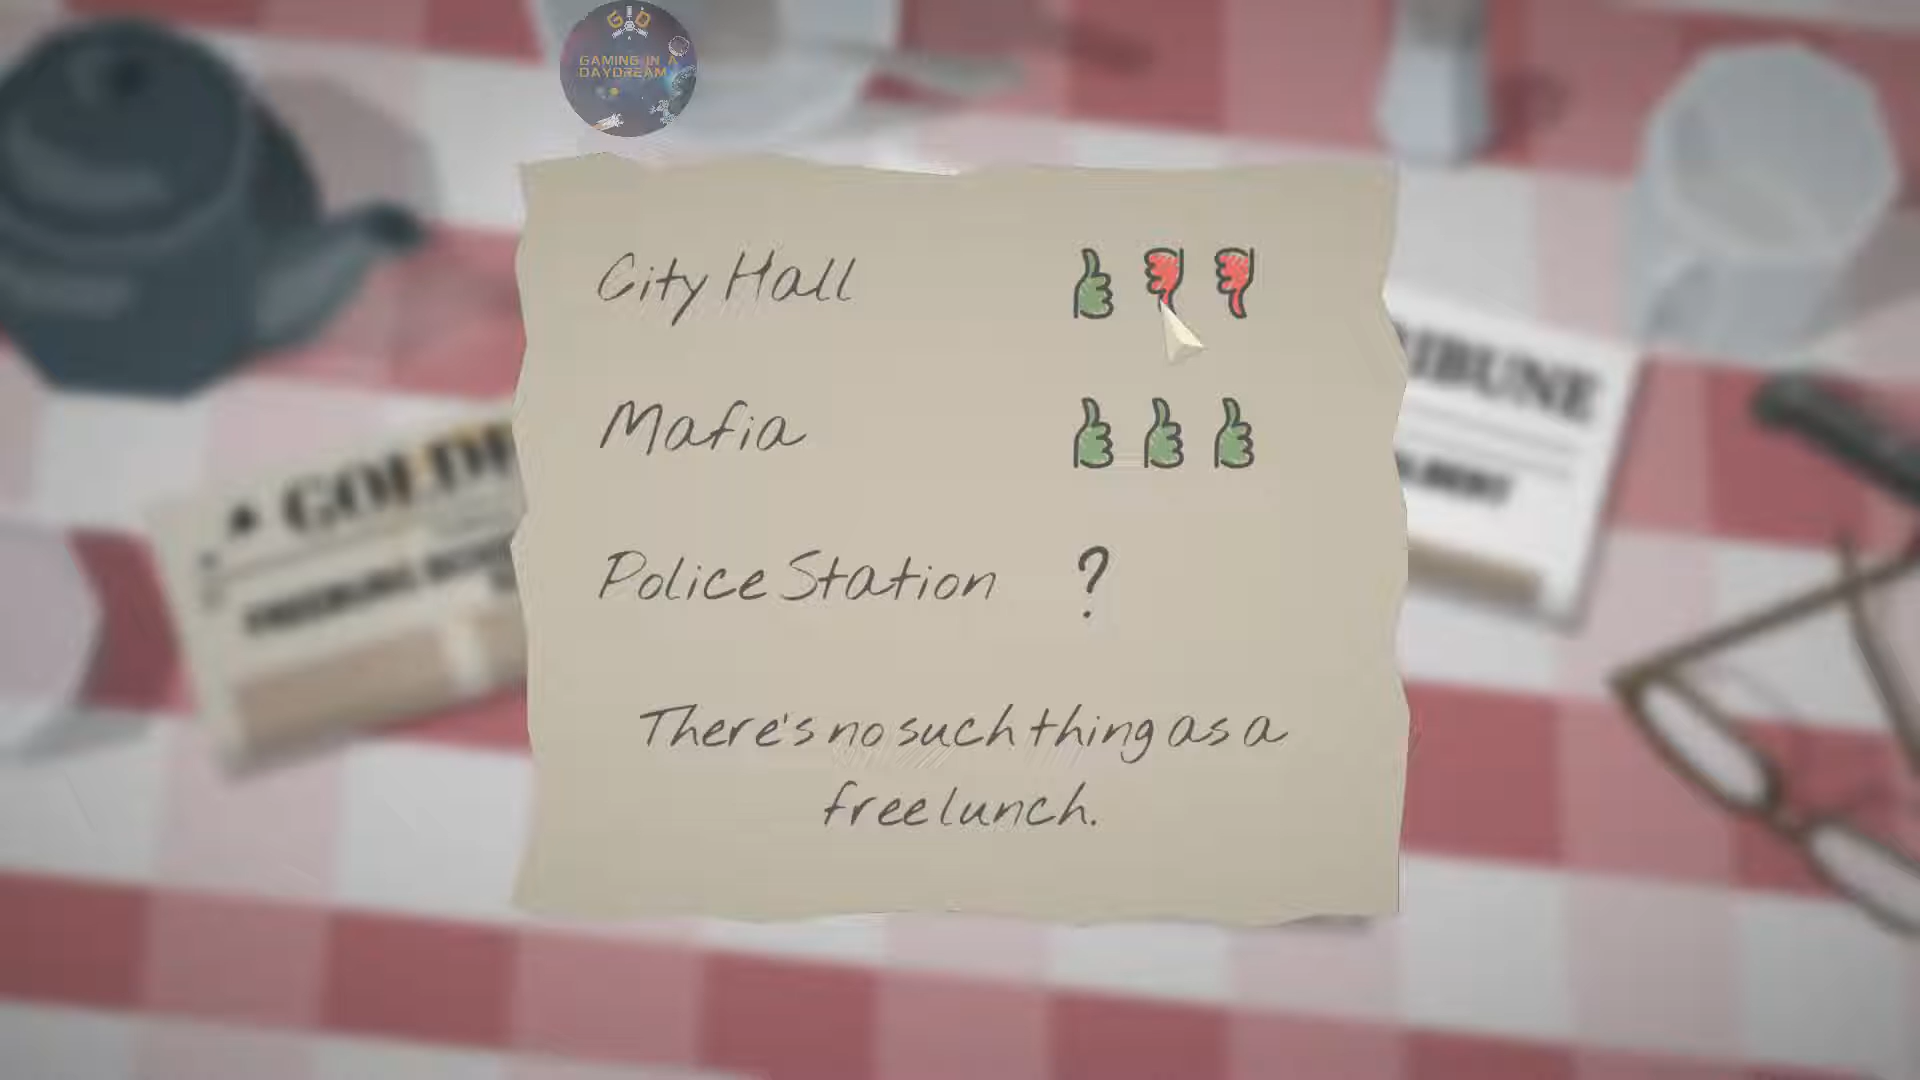 G D
GAMING IN A
DAYDREAM
City Hall
Mafia
Police Station ?
There's no such thing as a
free lunch.